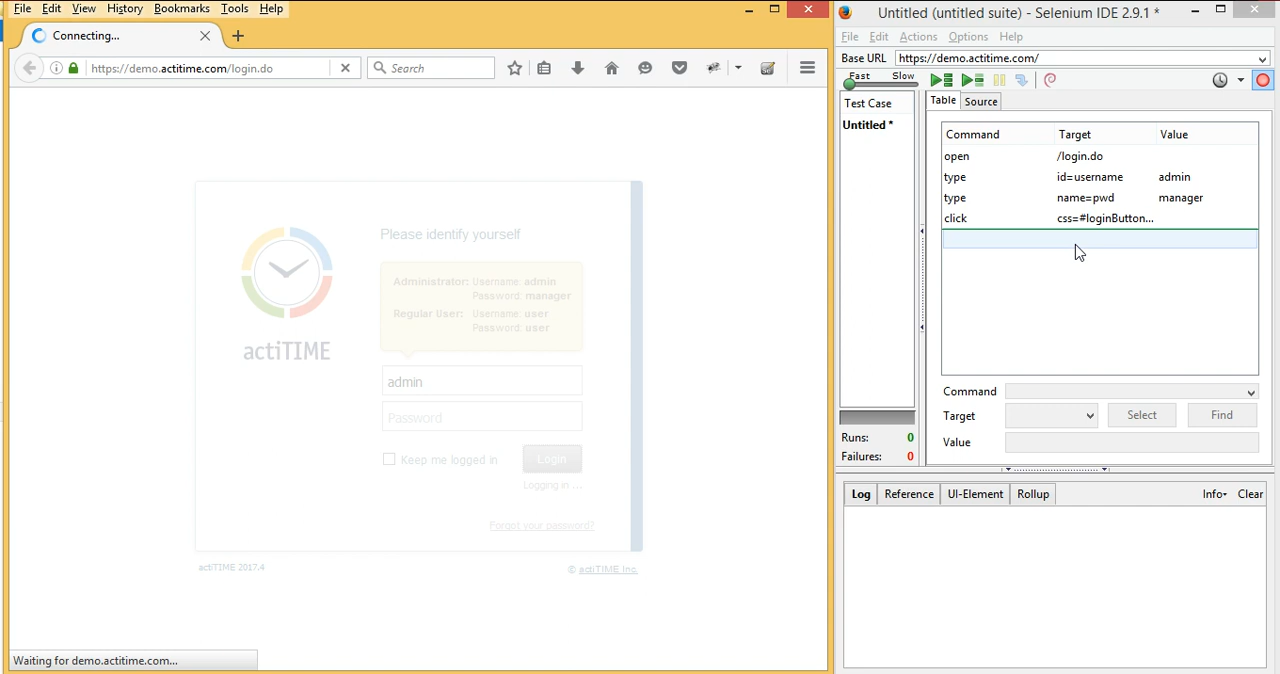 File Edit View History Bookmarks Tools Help
Connecting...
https://demo.actitime.com/login.do
Search
Please identify yourself
Administrator: Username: admin
Password: manager
Regular User: Username: user
Password: user
actiTIME
admin
Password
Keep me logged in
Login
Logging in ...
Forgot your password?
actiTIME 2017.4
© actiTIME Inc.
Waiting for demo.actitime.com...
Untitled (untitled suite) - Selenium IDE 2.9.1 *
File Edit Actions Options Help
Base URL https://demo.actitime.com/
Fast Slow
Test Case
Untitled *
Runs: 0
Failures: 0
Table Source
Command Target Value
open /login.do
type id=username admin
type name=pwd manager
click css=#loginButton...
Command
Target Select Find
Value
Log Reference UI-Element Rollup Info Clear